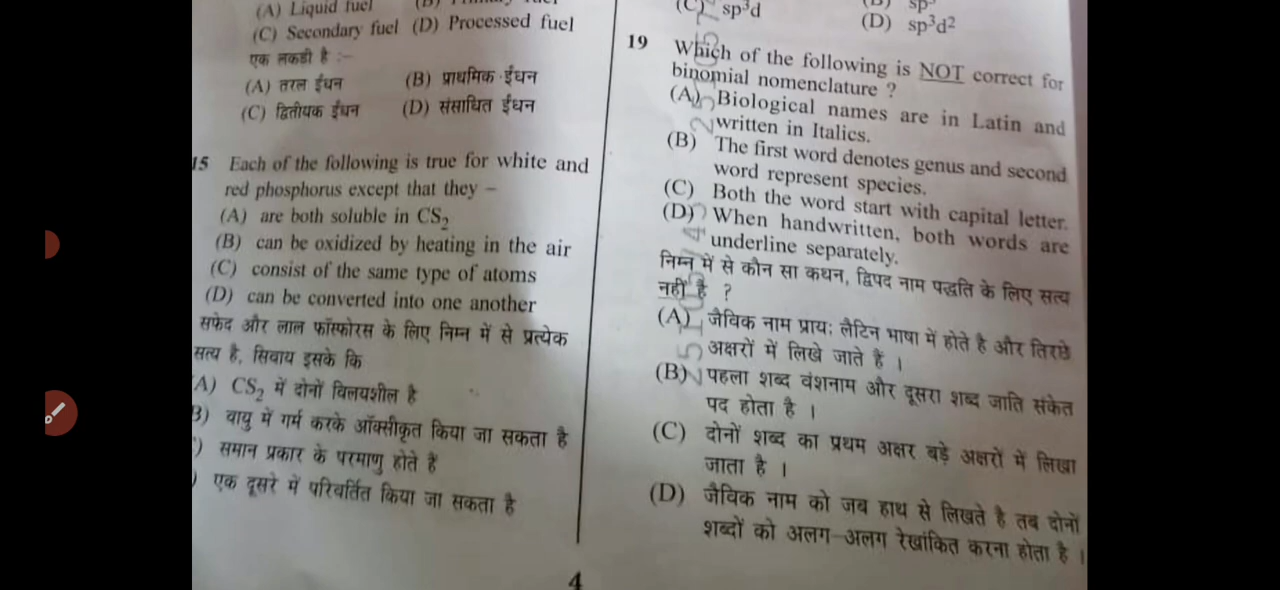 (A) Liquid fuel
(C) Secondary fuel (D) Processed fuel
एक लकडी है :-
(A) तरल ईंधन (B) प्राथमिक ईंधन
(C) द्वितीयक ईंधन (D) संसाधित ईंधन
15 Each of the following is true for white and
red phosphorus except that they –
(A) are both soluble in CS₂
(B) can be oxidized by heating in the air
(C) consist of the same type of atoms
(D) can be converted into one another
सफेद और लाल फॉस्फोरस के लिए निम्न में से प्रत्येक
सत्य है, सिवाय इसके कि
A) CS₂ में दोनों विलयशील है
B) वायु में गर्म करके ऑक्सीकृत किया जा सकता है
) समान प्रकार के परमाणु होते हैं
) एक दूसरे में परिवर्तित किया जा सकता है
(C) sp³d
(D) sp³d²
19 Which of the following is NOT correct for
binomial nomenclature ?
(A) Biological names are in Latin and
written in Italics.
(B) The first word denotes genus and second
word represent species.
(C) Both the word start with capital letter.
(D) When handwritten, both words are
underline separately.
निम्न में से कौन सा कथन, द्विपद नाम पद्धति के लिए सत्य
नहीं है ?
(A) जैविक नाम प्रायः लैटिन भाषा में होते है और तिरछे
अक्षरों में लिखे जाते हैं ।
(B) पहला शब्द वंशनाम और दूसरा शब्द जाति संकेत
पद होता है ।
(C) दोनों शब्द का प्रथम अक्षर बड़े अक्षरों में लिखा
जाता है ।
(D) जैविक नाम को जब हाथ से लिखते है तब दोनों
शब्दों को अलग-अलग रेखांकित करना होता है ।
4